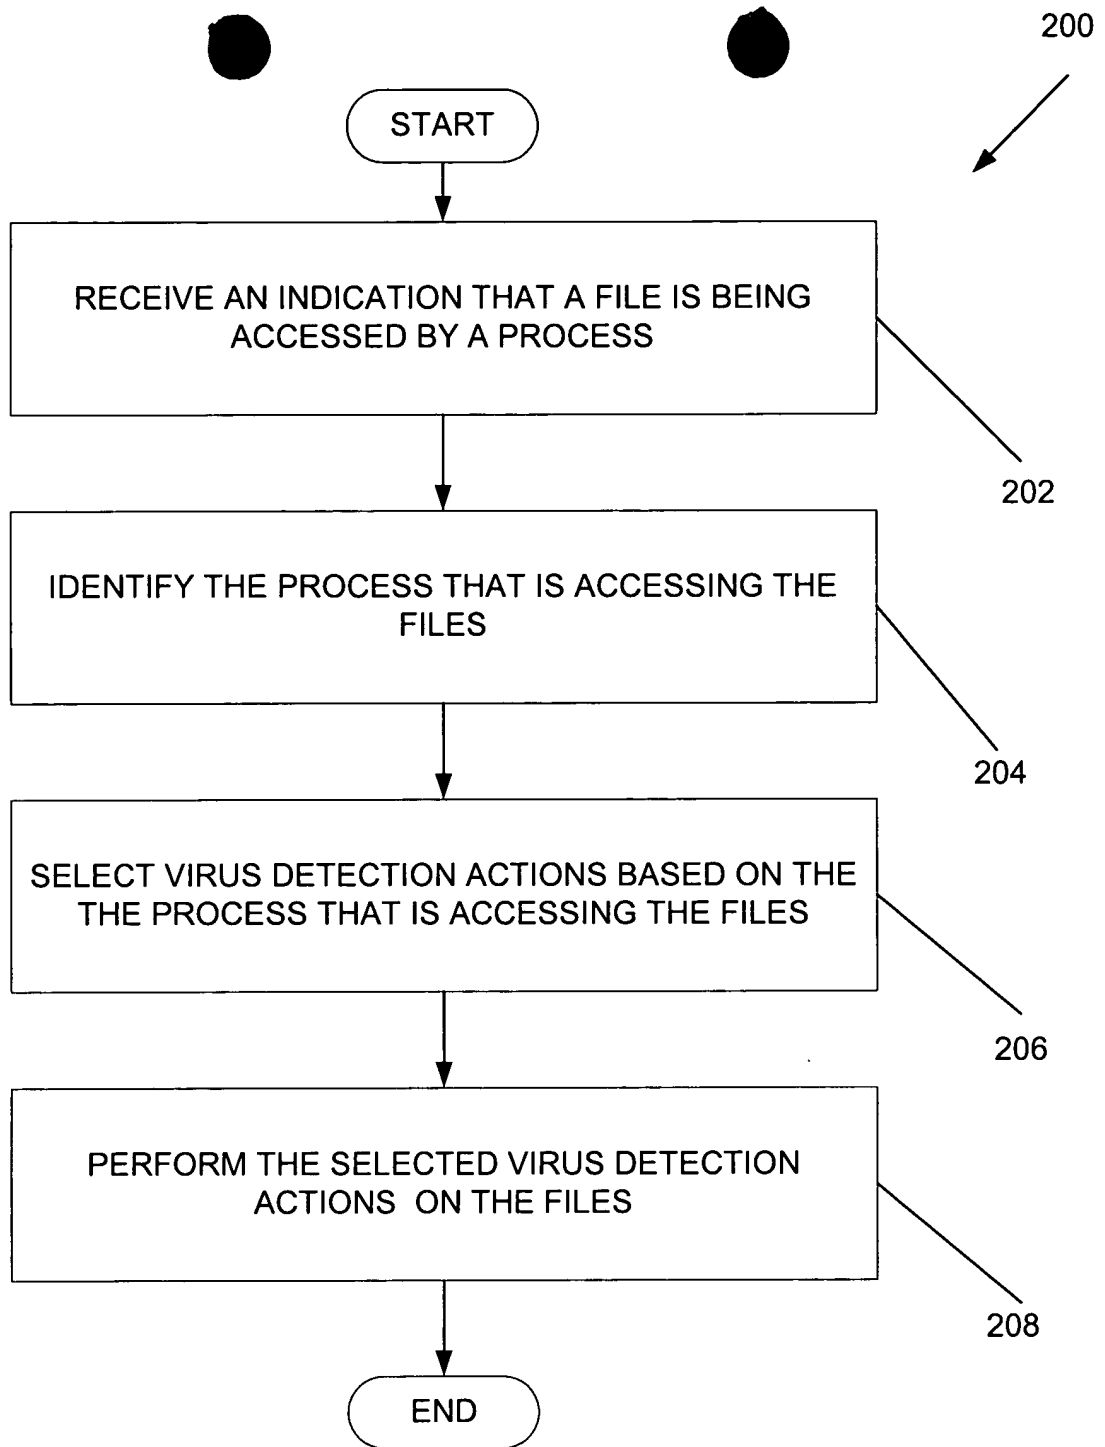 200
START
RECEIVE AN INDICATION THAT A FILE IS BEING
ACCESSED BY A PROCESS
202
IDENTIFY THE PROCESS THAT IS ACCESSING THE
FILES
204
SELECT VIRUS DETECTION ACTIONS BASED ON THE
THE PROCESS THAT IS ACCESSING THE FILES
206
PERFORM THE SELECTED VIRUS DETECTION
ACTIONS ON THE FILES
208
END